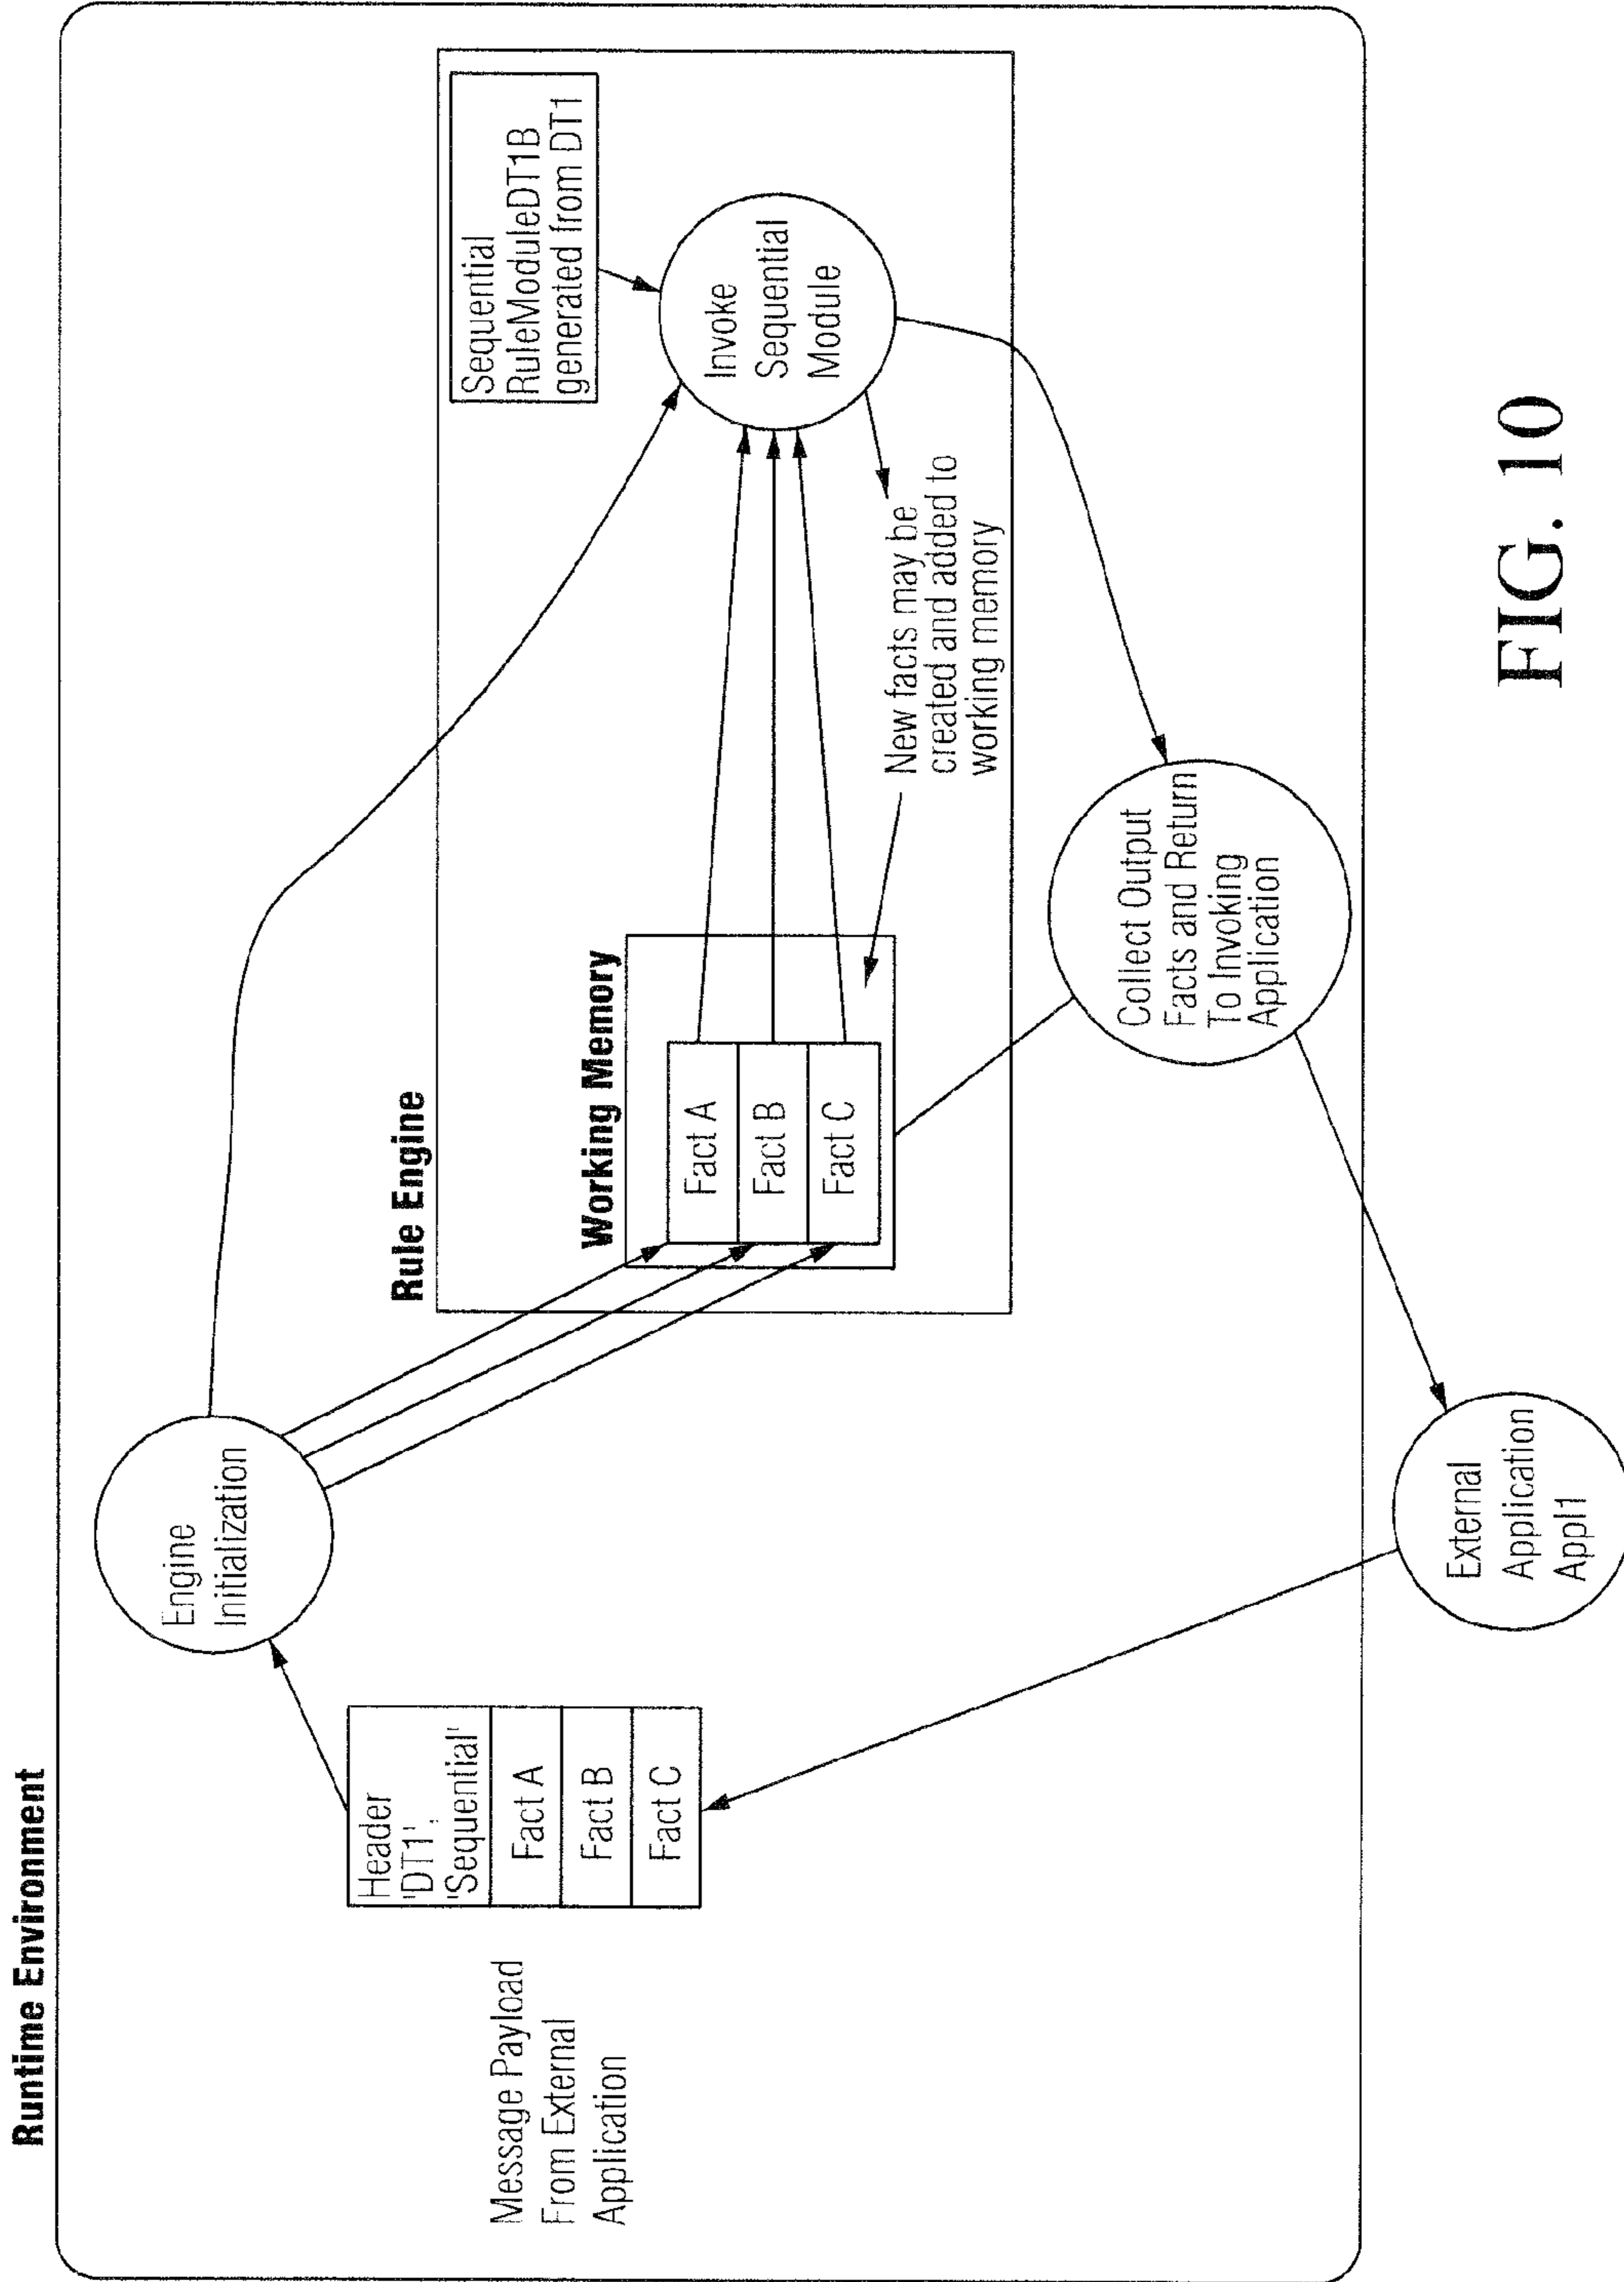 Runtime Environment
Engine
Initialization
Header
'DT1',
'Sequential'
Fact A
Fact B
Fact C
Message Payload
From External
Application
Rule Engine
Working Memory
Fact A
Fact B
Fact C
Sequential
RuleModuleDT1B
generated from DT1
Invoke
Sequential
Module
New facts may be
created and added to
working memory
Collect Output
Facts and Return
To Invoking
Application
External
Application
Appl1
FIG. 10